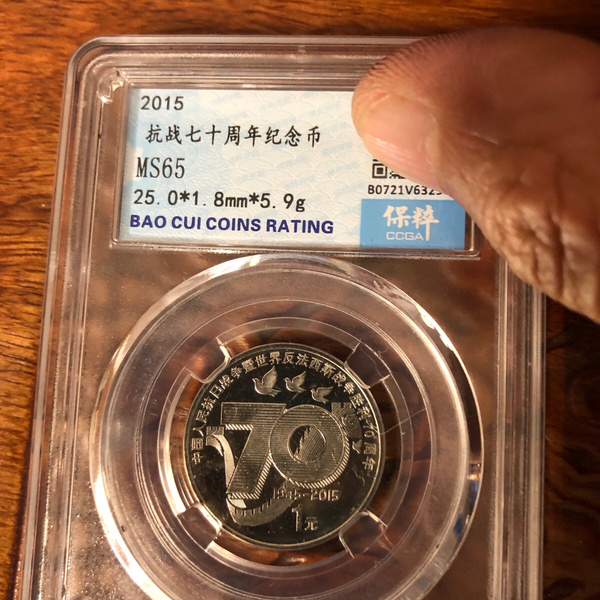 2015
抗战七十周年纪念币
MS65
B0721V632
25.0*1.8mm*5.9g
BAO CUI COINS RATING
保粹
CCGA
中国人民抗日战争暨世界反法西斯战争胜利70周年
70
1945-2015
1元